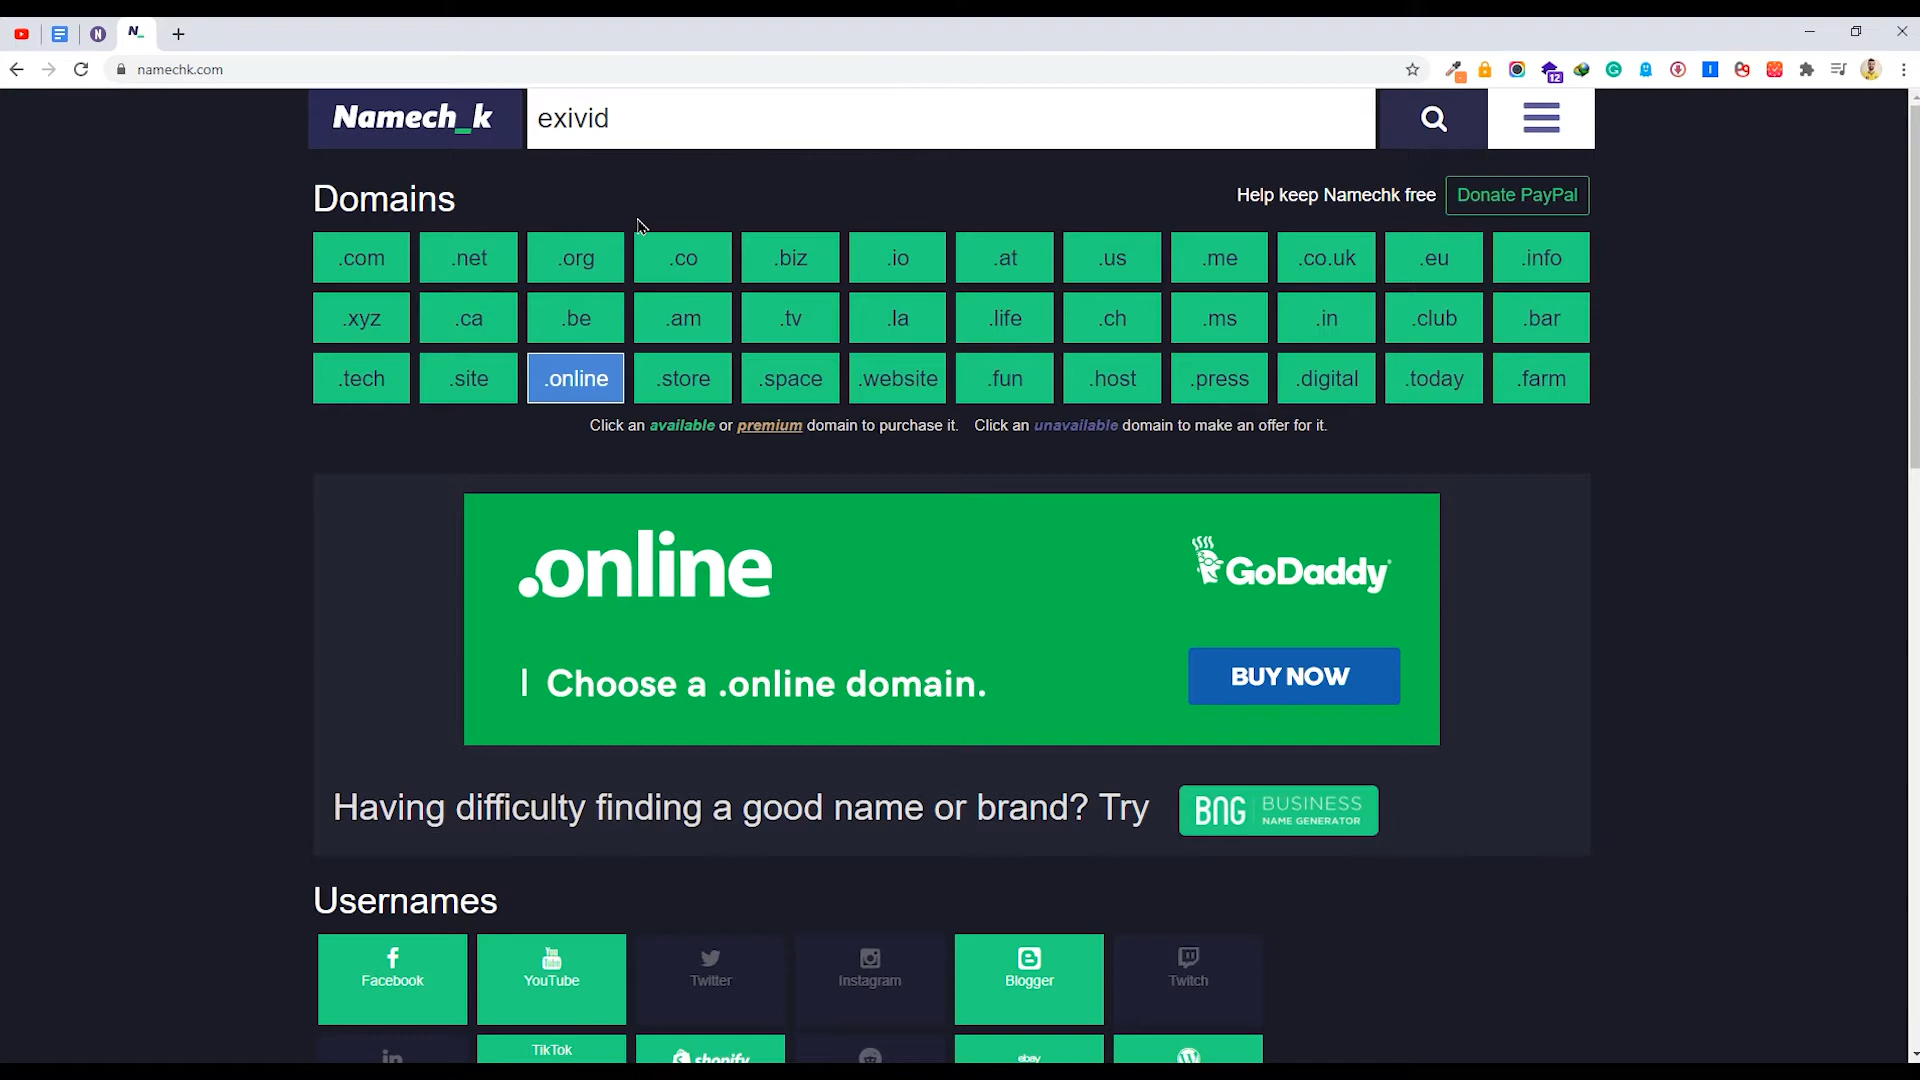 N_
namechk.com
12
Namech_k
exivid
Domains
Help keep Namechk free
Donate PayPal
.com .net .org .co .biz .io .at .us .me .co.uk .eu .info
.xyz .ca .be .am .tv .la .life .ch .ms .in .club .bar
.tech .site .online .store .space .website .fun .host .press .digital .today .farm
Click an available or premium domain to purchase it. Click an unavailable domain to make an offer for it.
.online
GoDaddy
Choose a .online domain.
BUY NOW
Having difficulty finding a good name or brand? Try
BNG BUSINESS
NAME GENERATOR
Usernames
Facebook YouTube Twitter Instagram Blogger Twitch
in TikTok shopify ebay